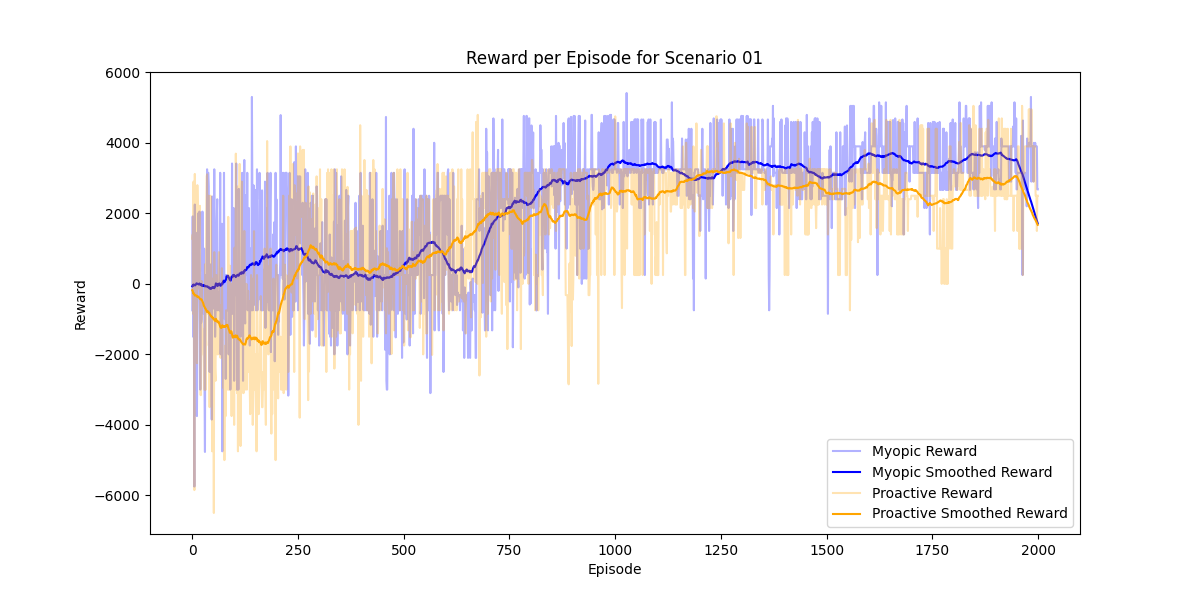 Reward per Episode for Scenario 01
6000
4000
2000
0
−2000
−4000
−6000
Reward
0
250
500
750
1000
1250
1500
1750
2000
Episode
Myopic Reward
Myopic Smoothed Reward
Proactive Reward
Proactive Smoothed Reward